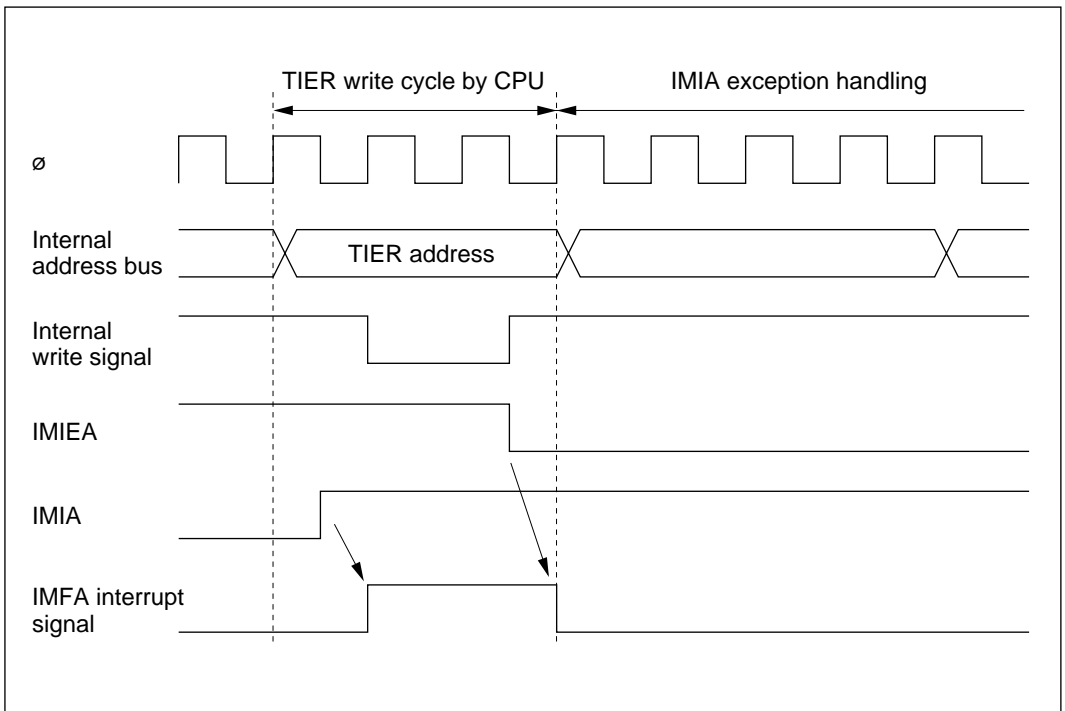 TIER write cycle by CPU
IMIA exception handling
ø
Internal
address bus
TIER address
Internal
write signal
IMIEA
IMIA
IMFA interrupt
signal